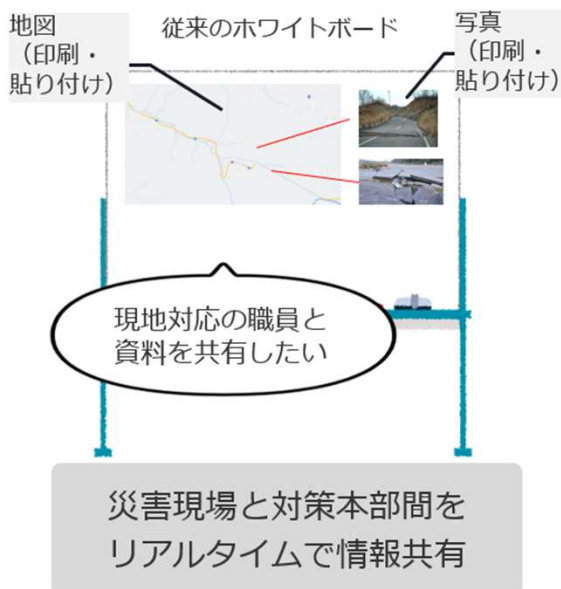 地図
（印刷・
貼り付け）
従来のホワイトボード
写真
（印刷・
貼り付け）
現地対応の職員と
資料を共有したい
災害現場と対策本部間を
リアルタイムで情報共有